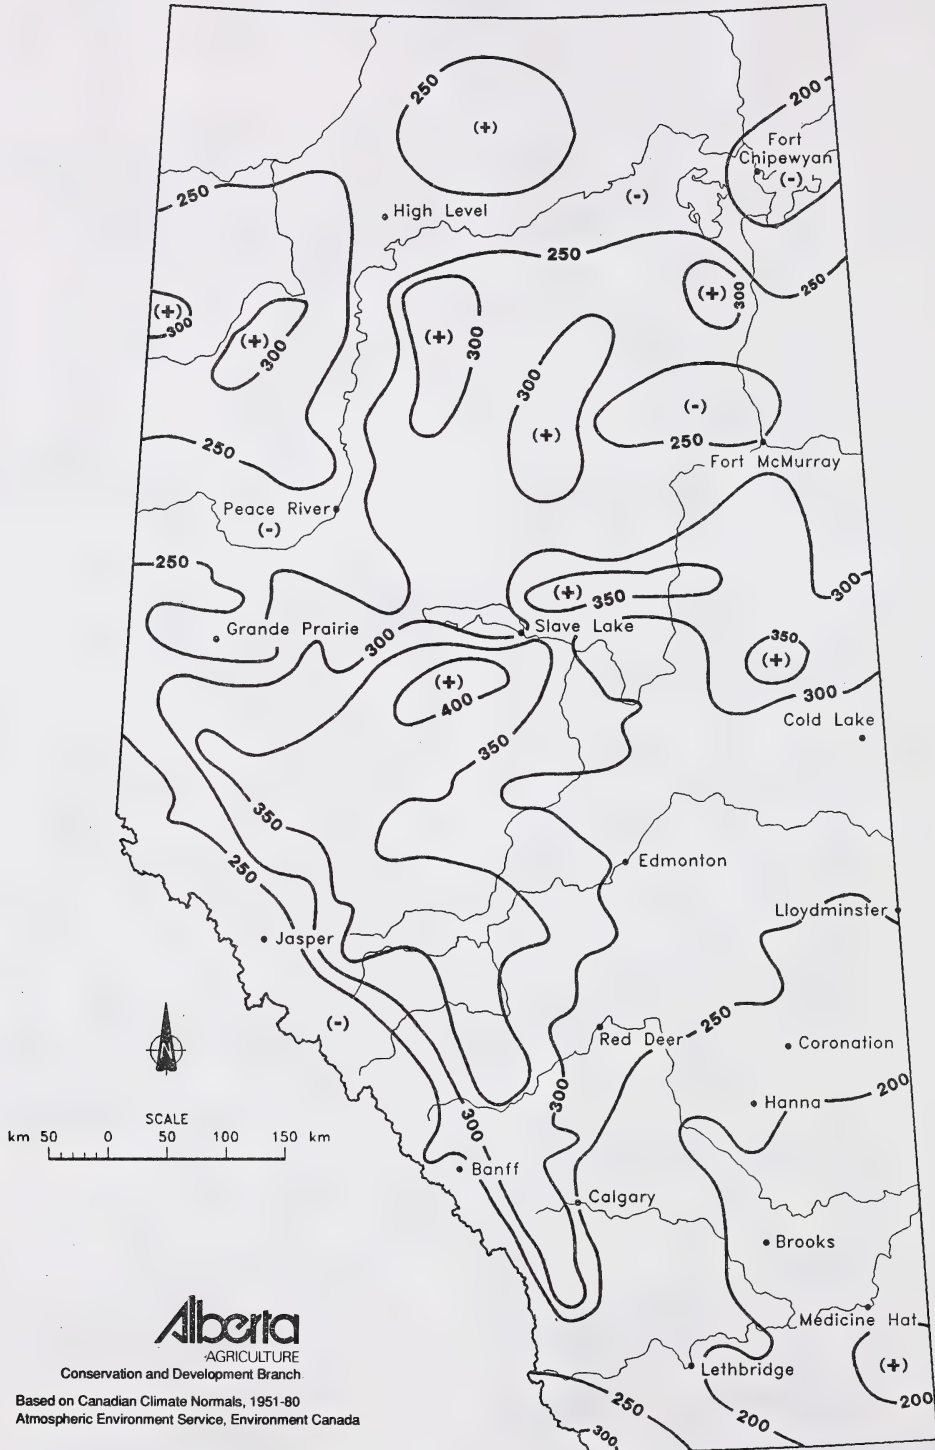 250
(+)
200
Fort
Chipewyan
(-)
250
High Level
(-)
250
250
(+)
300
(+)
300
(+)
300
(+)
300
300
(+)
(-)
250
250
Fort McMurray
Peace River
(-)
250
(+)
350
300
Grande Prairie
300
Slave Lake
350
(+)
(+)
400
300
Cold Lake
350
350
250
Edmonton
Lloydminster
Jasper
(-)
250
Red Deer
Coronation
N
300
200
Hanna
SCALE
km 50 0 50 100 150 km
300
Banff
Calgary
Brooks
Medicine Hat
(+)
Lethbridge
200
250
200
300
Alberta
AGRICULTURE
Conservation and Development Branch
Based on Canadian Climate Normals, 1951-80
Atmospheric Environment Service, Environment Canada